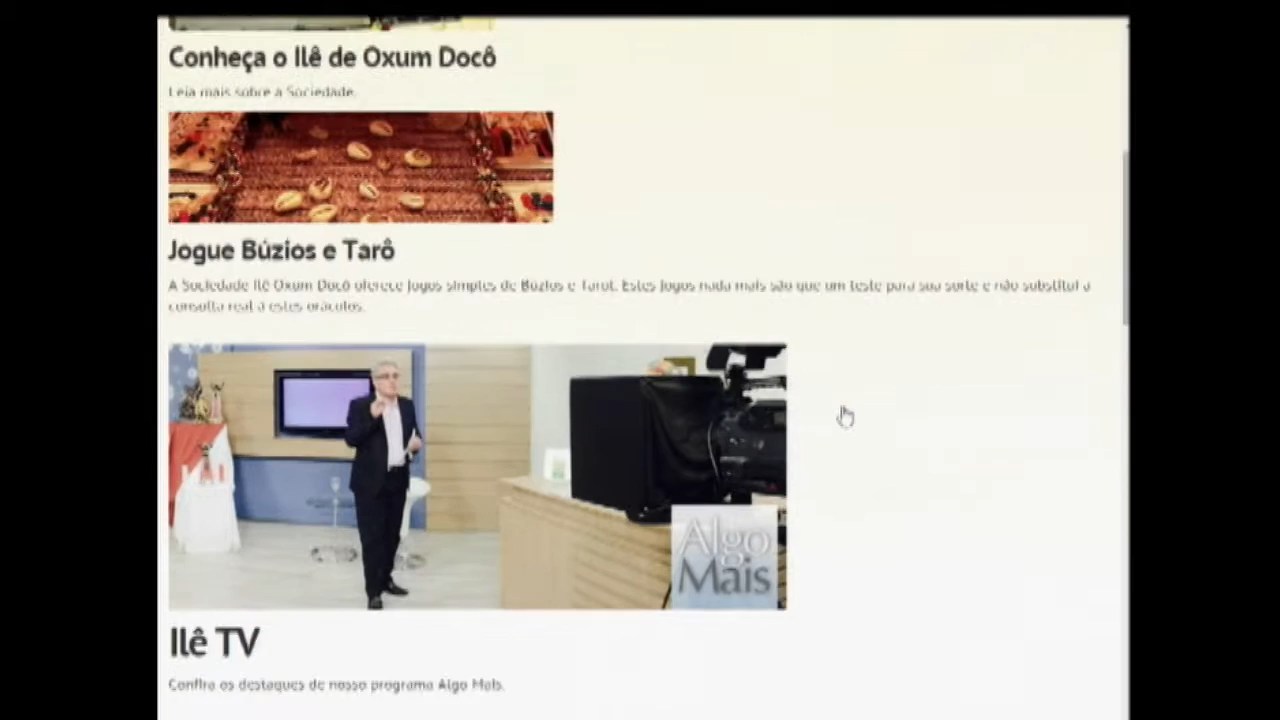 Conheça o Ilê de Oxum Docô
Leia mais sobre a Sociedade.
Jogue Búzios e Tarô
A Sociedade Ilê Oxum Docô oferece jogos simples de Búzios e Tarot. Estes jogos nada mais são que um teste para sua sorte e não substitui a
consulta real a estes oráculos.
Algo
Mais
Ilê TV
Confira os destaques de nosso programa Algo Mais.